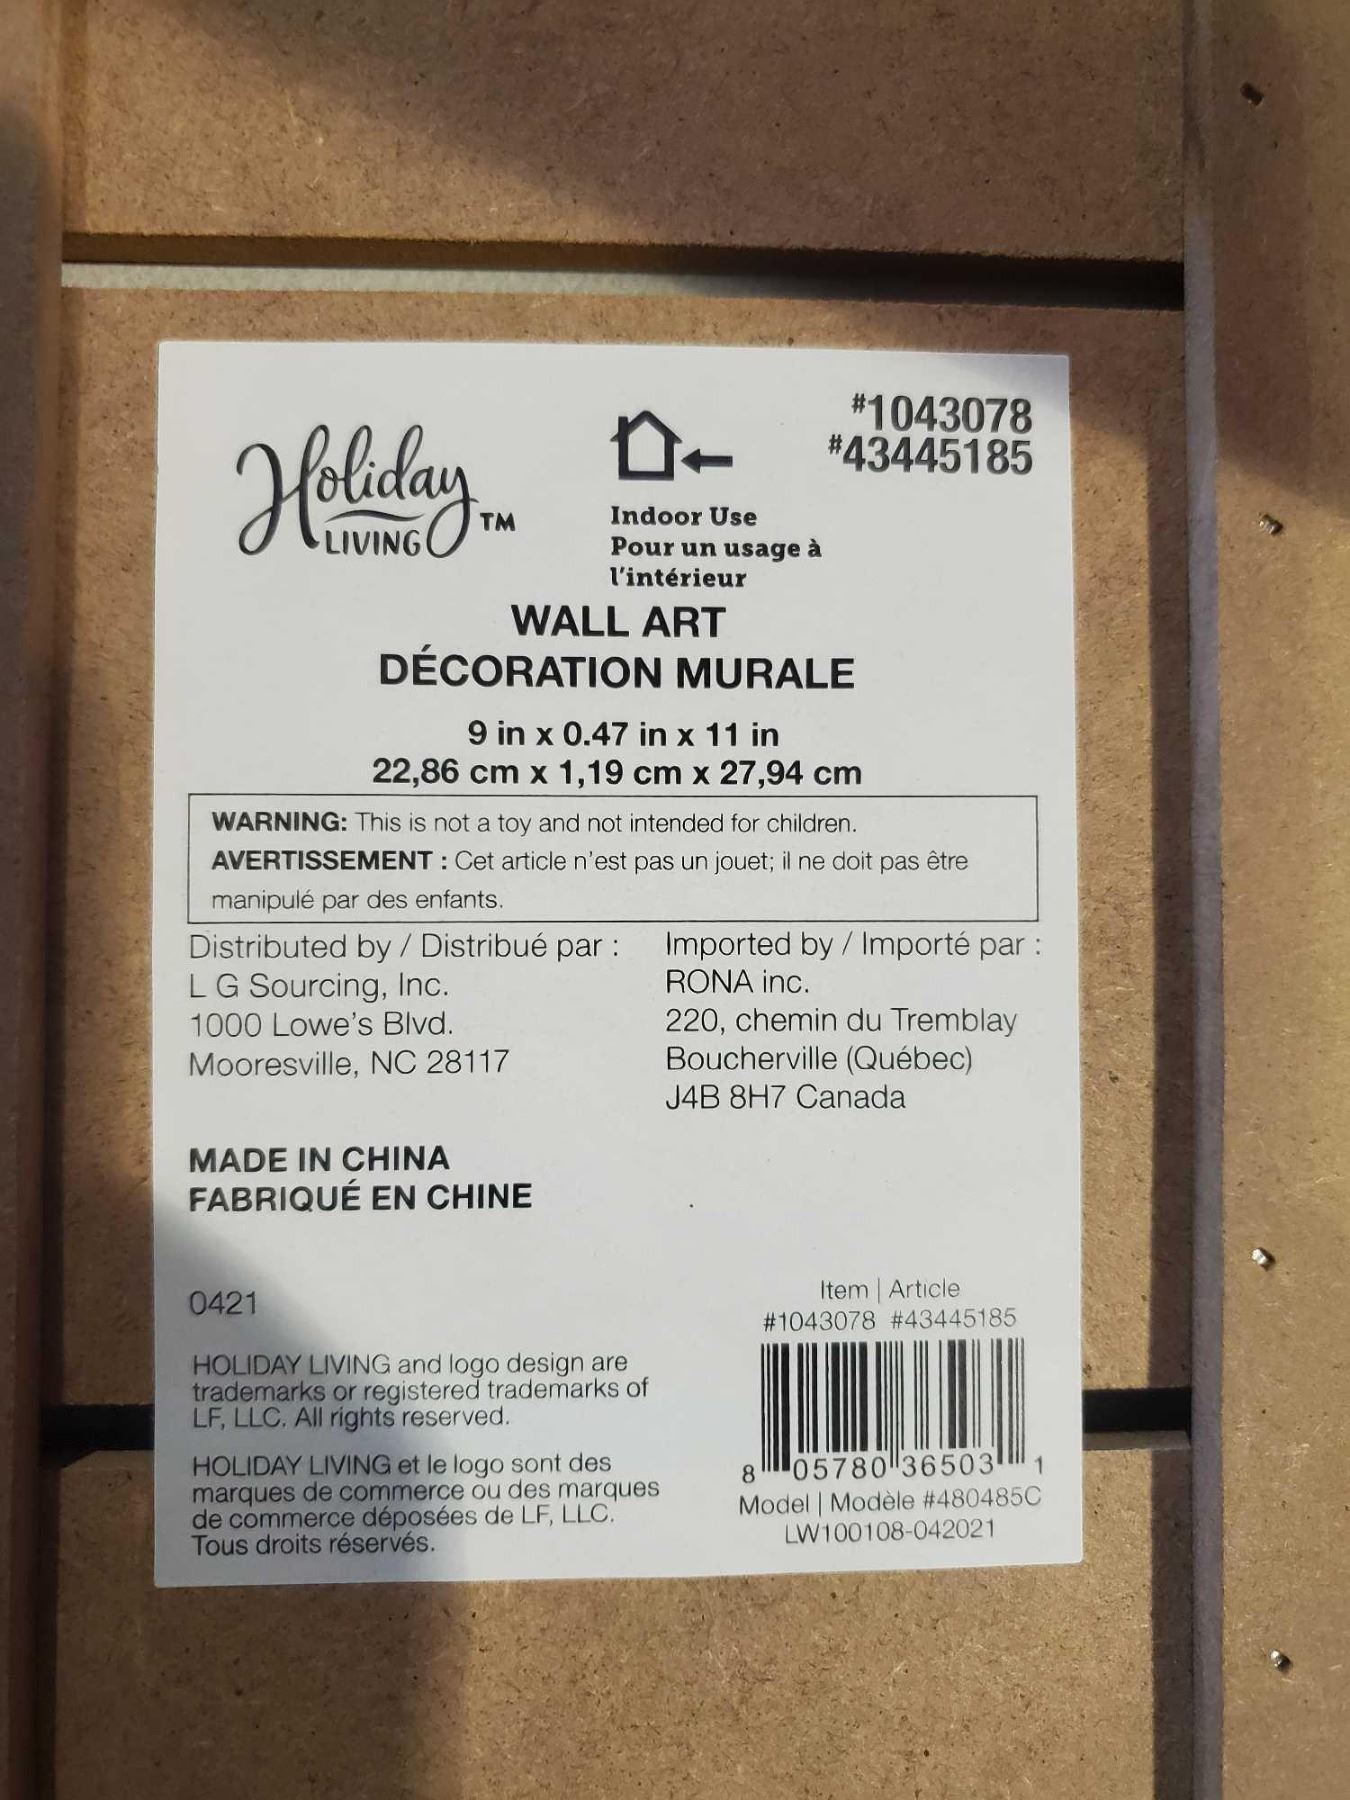 #1043078
#43445185
Holiday
LIVING TM
Indoor Use
Pour un usage à
l'intérieur
WALL ART
DÉCORATION MURALE
9 in x 0.47 in x 11 in
22,86 cm x 1,19 cm x 27,94 cm
WARNING: This is not a toy and not intended for children.
AVERTISSEMENT : Cet article n'est pas un jouet; il ne doit pas être
manipulé par des enfants.
Distributed by / Distribué par :
L G Sourcing, Inc.
1000 Lowe's Blvd.
Mooresville, NC 28117
Imported by / Importé par :
RONA inc.
220, chemin du Tremblay
Boucherville (Québec)
J4B 8H7 Canada
MADE IN CHINA
FABRIQUÉ EN CHINE
0421
HOLIDAY LIVING and logo design are
trademarks or registered trademarks of
LF, LLC. All rights reserved.
HOLIDAY LIVING et le logo sont des
marques de commerce ou des marques
de commerce déposées de LF, LLC.
Tous droits réservés.
Item | Article
#1043078 #43445185
8 05780 36503 1
Model | Modèle #480485C
LW100108-042021